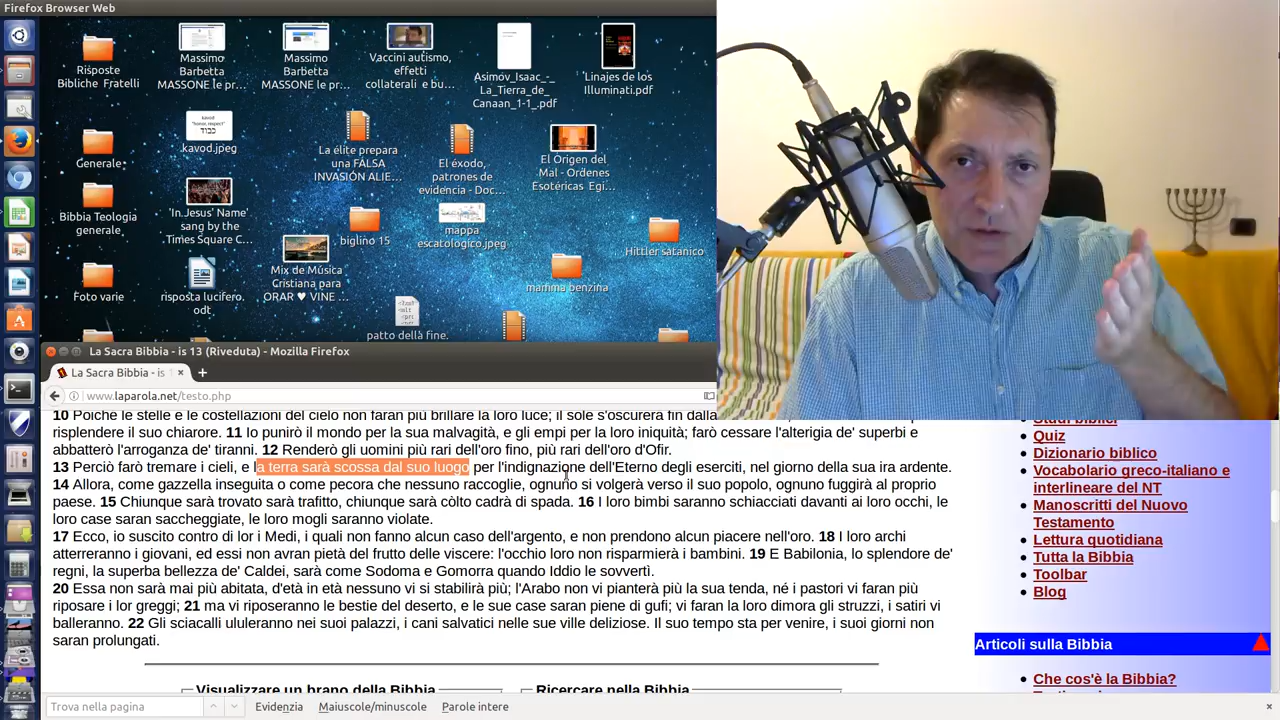 Firefox Browser Web
Risposte
Bibliche Fratelli
Massimo
Barbetta
MASSONE le pr...
Massimo
Barbetta
MASSONE le pr...
Vaccini autismo,
effetti
collaterali e bu...
Asimov_Isaac_-_
La_Tierra_de_
Canaan_1-1_.pdf
Linajes de los
Illuminati.pdf
kavod
"honor, respect"
כבוד
kavod.jpeg
Generale
La élite prepara
una FALSA
INVASIÓN ALIE...
El éxodo,
patrones de
evidencia - Doc...
El Origen del
Mal - Ordenes
Esotéricas Egi...
Bibbia Teologia
generale
'In Jesus' Name'
sang by the
Times Square C...
biglino 15
mappa
escatologico.jpeg
Hittler satanico
Foto varie
risposta lucifero.
odt
Mix de Música
Cristiana para
ORAR ♥ VINE ...
mamma benzina
patto della fine.
La Sacra Bibbia - is 13 (Riveduta) - Mozilla Firefox
La Sacra Bibbia - is 1
www.laparola.net/testo.php
10 Poiché le stelle e le costellazioni del cielo non faran più brillare la loro luce; il sole s'oscurerà fin dalla
risplendere il suo chiarore. 11 Io punirò il mondo per la sua malvagità, e gli empi per la loro iniquità; farò cessare l'alterigia de' superbi e
abbatterò l'arroganza de' tiranni. 12 Renderò gli uomini più rari dell'oro fino, più rari dell'oro d'Ofir.
13 Perciò farò tremare i cieli, e la terra sarà scossa dal suo luogo per l'indignazione dell'Eterno degli eserciti, nel giorno della sua ira ardente.
14 Allora, come gazzella inseguita o come pecora che nessuno raccoglie, ognuno si volgerà verso il suo popolo, ognuno fuggirà al proprio
paese. 15 Chiunque sarà trovato sarà trafitto, chiunque sarà còlto cadrà di spada. 16 I loro bimbi saranno schiacciati davanti ai loro occhi, le
loro case saran saccheggiate, le loro mogli saranno violate.
17 Ecco, io suscito contro di lor i Medi, i quali non fanno alcun caso dell'argento, e non prendono alcun piacere nell'oro. 18 I loro archi
atterreranno i giovani, ed essi non avran pietà del frutto delle viscere: l'occhio loro non risparmierà i bambini. 19 E Babilonia, lo splendore de'
regni, la superba bellezza de' Caldei, sarà come Sodoma e Gomorra quando Iddio le sovvertì.
20 Essa non sarà mai più abitata, d'età in età nessuno vi si stabilirà più; l'Arabo non vi pianterà più la sua tenda, né i pastori vi faran più
riposare i lor greggi; 21 ma vi riposeranno le bestie del deserto, e le sue case saran piene di gufi; vi faran la loro dimora gli struzzi, i satiri vi
balleranno. 22 Gli sciacalli ululeranno nei suoi palazzi, i cani salvatici nelle sue ville deliziose. Il suo tempo sta per venire, i suoi giorni non
saran prolungati.
Visualizzare un brano della Bibbia
Ricercare nella Bibbia
Studi biblici
Quiz
Dizionario biblico
Vocabolario greco-italiano e
interlineare del NT
Manoscritti del Nuovo
Testamento
Lettura quotidiana
Tutta la Bibbia
Toolbar
Blog
Articoli sulla Bibbia
Che cos'è la Bibbia?
Trova nella pagina
Evidenzia
Maiuscole/minuscole
Parole intere